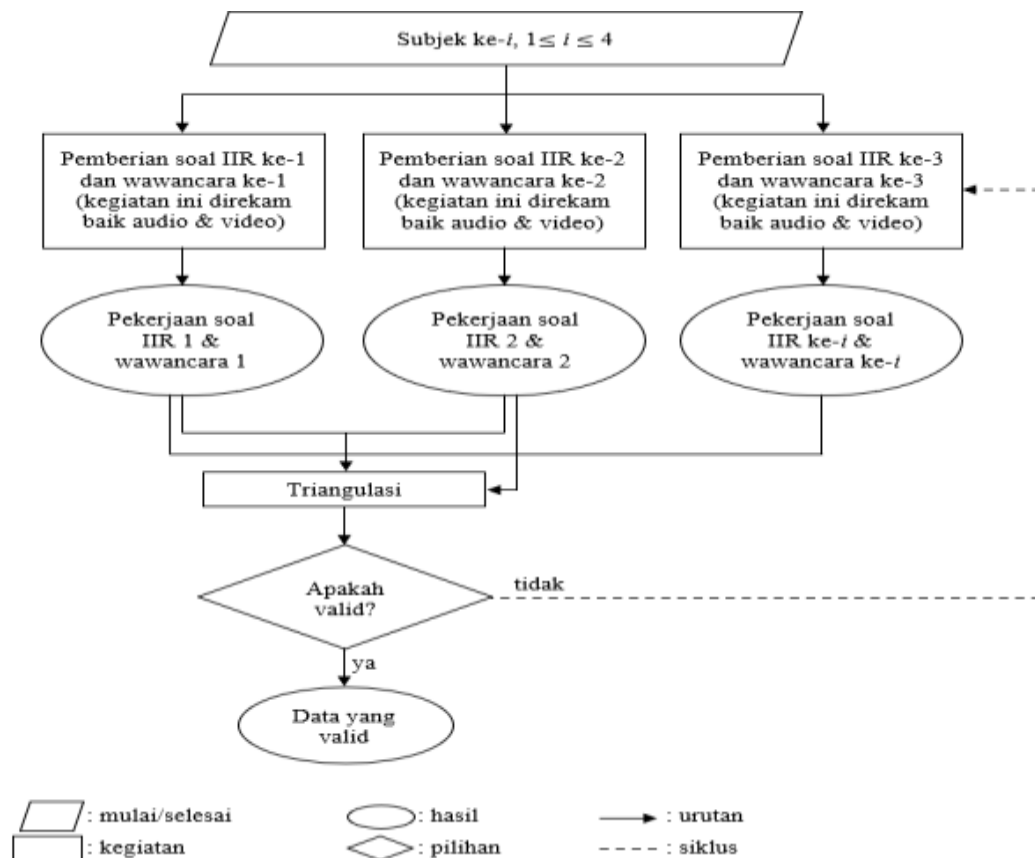 Subjek ke-i, 1≤ i ≤ 4
Pemberian soal IIR ke-1
dan wawancara ke-1
(kegiatan ini direkam
baik audio & video)
Pemberian soal IIR ke-2
dan wawancara ke-2
(kegiatan ini direkam
baik audio & video)
Pemberian soal IIR ke-3
dan wawancara ke-3
(kegiatan ini direkam
baik audio & video)
Pekerjaan soal
IIR 1 &
wawancara 1
Pekerjaan soal
IIR 2 &
wawancara 2
Pekerjaan soal
IIR ke-i &
wawancara ke-i
Triangulasi
Apakah
valid?
tidak
ya
Data yang
valid
: mulai/selesai
: hasil
: urutan
: kegiatan
: pilihan
: siklus